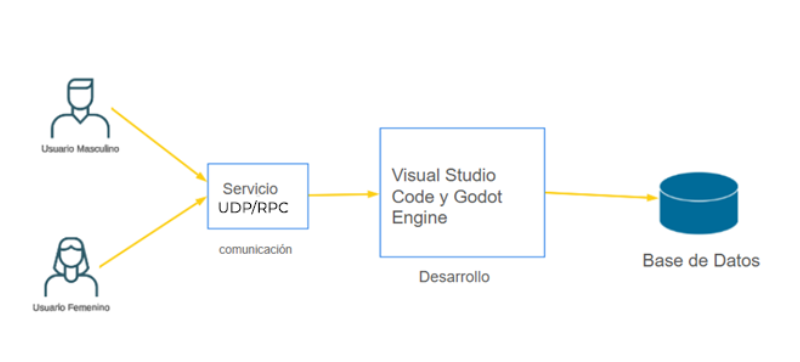 Usuario Masculino
Servicio
UDP/RPC
comunicación
Visual Studio
Code y Godot
Engine
Desarrollo
Base de Datos
Usuario Femenino